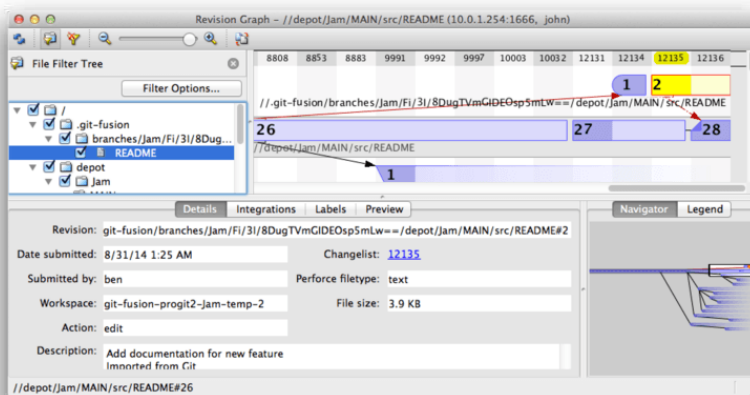 Revision Graph - //depot/Jam/MAIN/src/README (10.0.1.254:1666, john)
File Filter Tree
Filter Options...
/
.git-fusion
branches/Jam/Fi/3I/8Dug...
README
depot
Jam
8808 8853 8883 9991 9992 9997 10003 10032 12131 12134 12135 12136
1 2
//.git-fusion/branches/Jam/Fi/3I/8DugTVmGIDEOsp5mLw==/depot/Jam/MAIN/src/README
26 27 28
//depot/Jam/MAIN/src/README
1
Details Integrations Labels Preview
Revision: git-fusion/branches/Jam/Fi/3I/8DugTVmGIDEOsp5mLw==/depot/Jam/MAIN/src/README#2
Date submitted: 8/31/14 1:25 AM Changelist: 12135
Submitted by: ben Perforce filetype: text
Workspace: git-fusion-progit2-Jam-temp-2 File size: 3.9 KB
Action: edit
Description: Add documentation for new feature
Imported from Git
Navigator Legend
//depot/Jam/MAIN/src/README#26